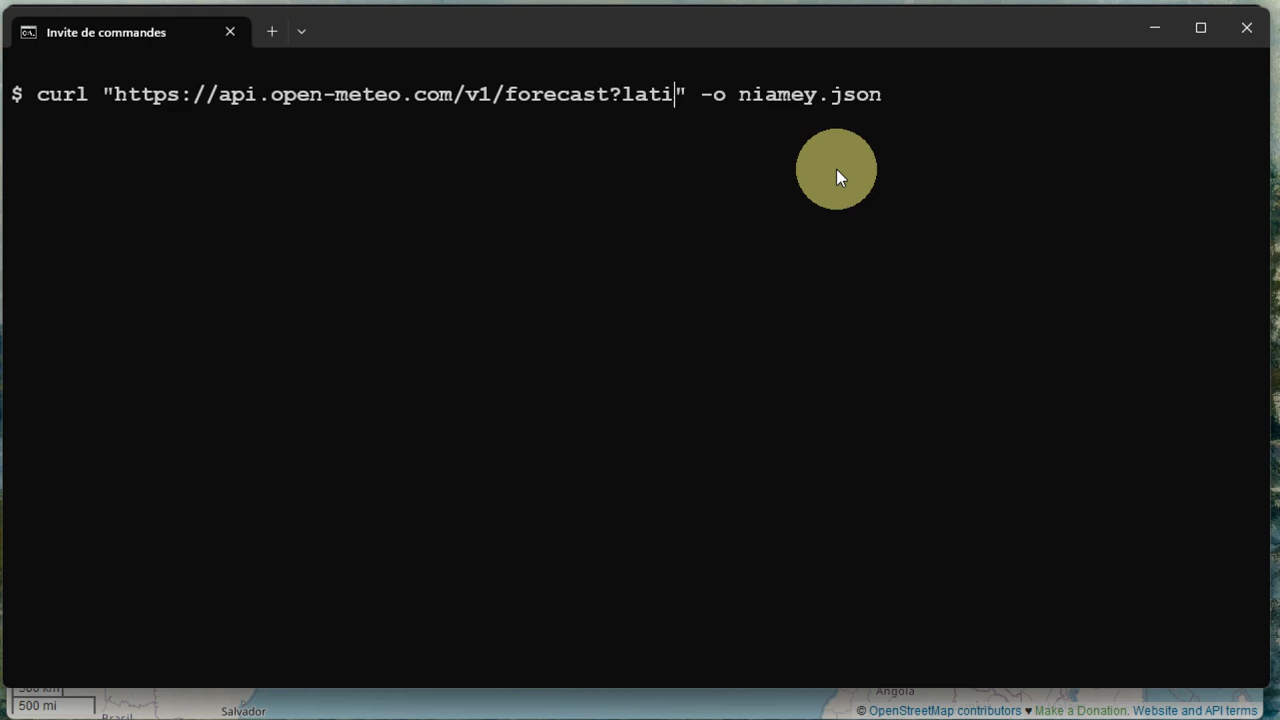 Invite de commandes
$ curl "https://api.open-meteo.com/v1/forecast?lati" -o niamey.json
500 mi
Brasil
Salvador
Angola
© OpenStreetMap contributors ♥ Make a Donation. Website and API terms